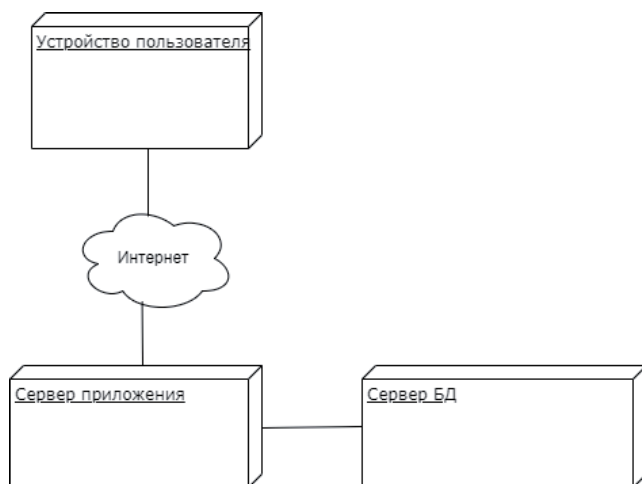 Устройство пользователя
Интернет
Сервер приложения
Сервер БД